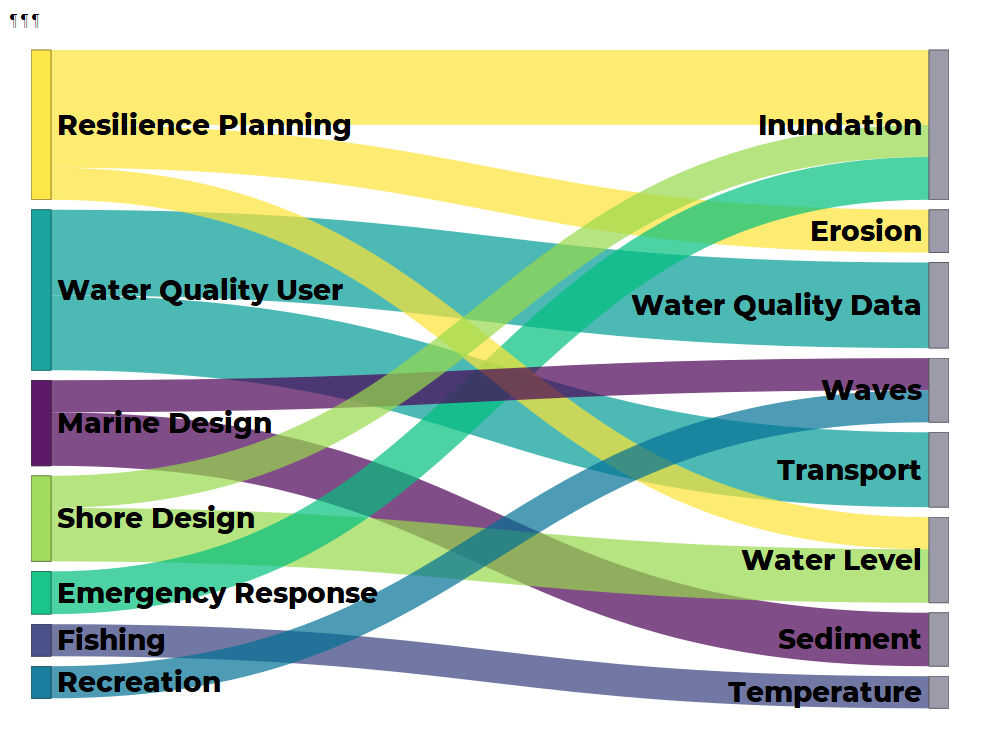 ¶¶¶
Resilience Planning
Inundation
Erosion
Water Quality User
Water Quality Data
Waves
Marine Design
Transport
Shore Design
Water Level
Emergency Response
Fishing
Sediment
Recreation
Temperature